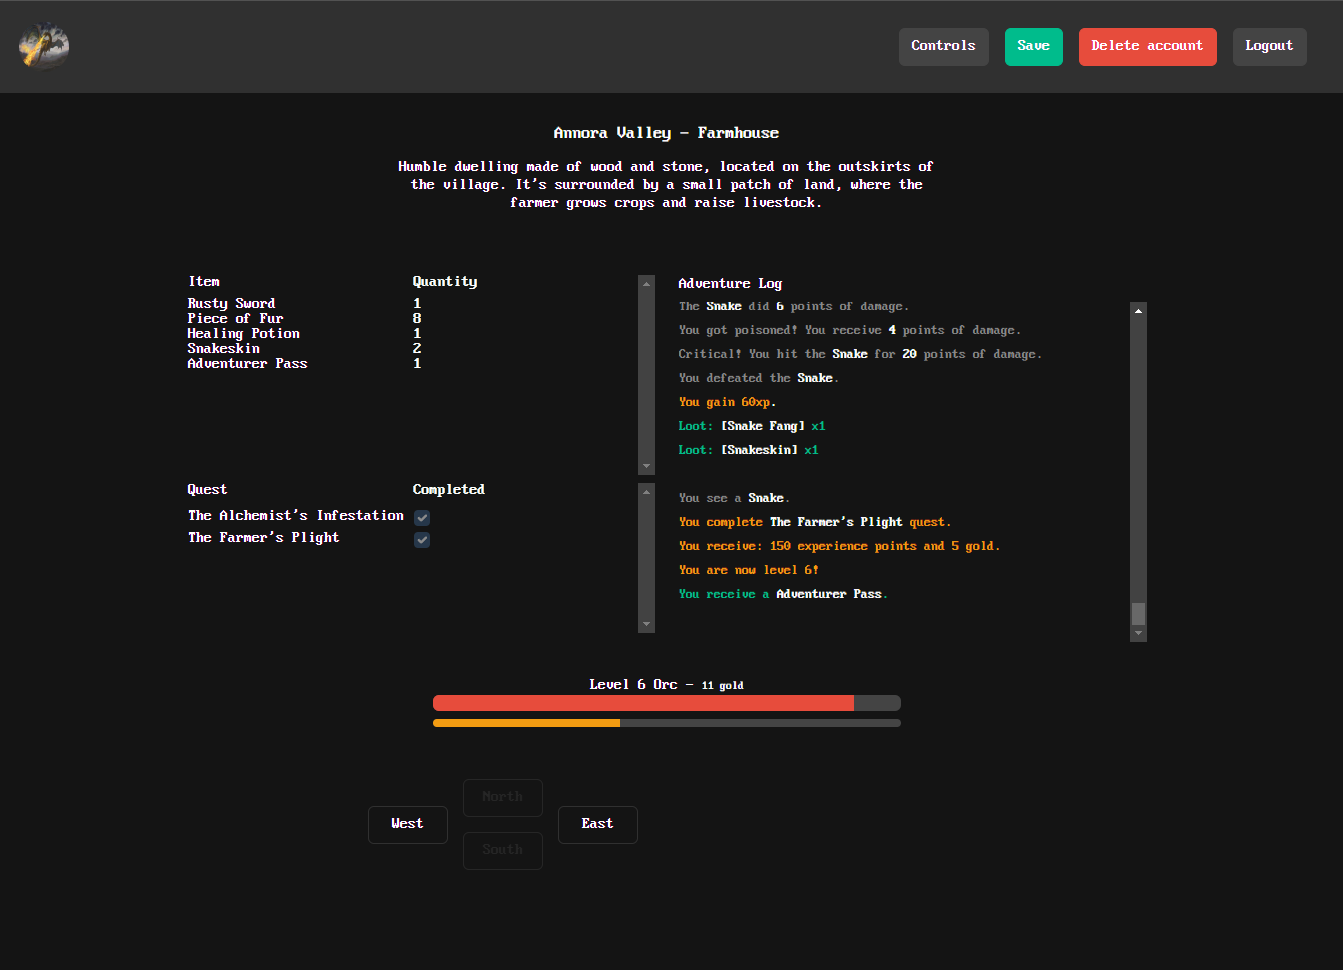 Controls Save Delete account Logout
Annora Valley - Farmhouse
Humble dwelling made of wood and stone, located on the outskirts of
the village. It's surrounded by a small patch of land, where the
farmer grows crops and raise livestock.
Item Quantity
Rusty Sword 1
Piece of Fur 8
Healing Potion 1
Snakeskin 2
Adventurer Pass 1
Quest Completed
The Alchemist's Infestation
The Farmer's Plight
Adventure Log
The Snake did 6 points of damage.
You got poisoned! You receive 4 points of damage.
Critical! You hit the Snake for 20 points of damage.
You defeated the Snake.
You gain 60xp.
Loot: [Snake Fang] x1
Loot: [Snakeskin] x1
You see a Snake.
You complete The Farmer's Plight quest.
You receive: 150 experience points and 5 gold.
You are now level 6!
You receive a Adventurer Pass.
Level 6 Orc - 11 gold
North
West East
South